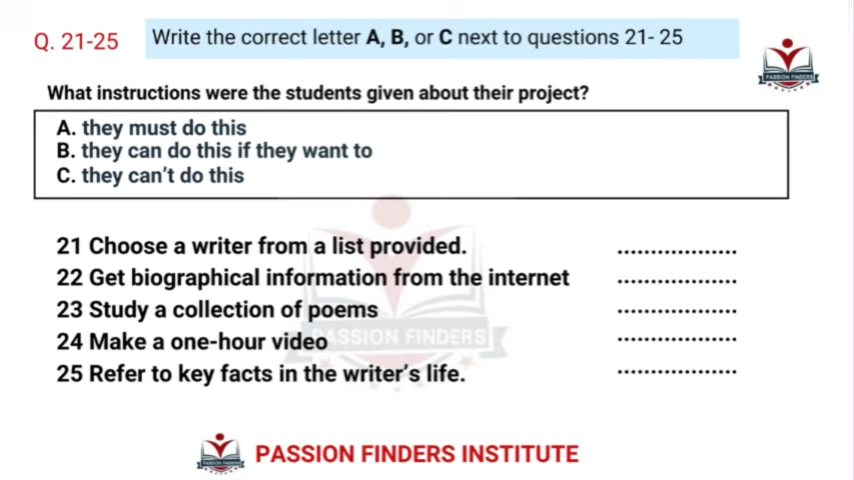 Q. 21-25
Write the correct letter A, B, or C next to questions 21- 25
PASSION FINDERS
What instructions were the students given about their project?
A. they must do this
B. they can do this if they want to
C. they can't do this
21 Choose a writer from a list provided. ....................
22 Get biographical information from the internet ....................
23 Study a collection of poems ....................
24 Make a one-hour video ....................
25 Refer to key facts in the writer's life. ....................
PASSION FINDERS
PASSION FINDERS
PASSION FINDERS INSTITUTE